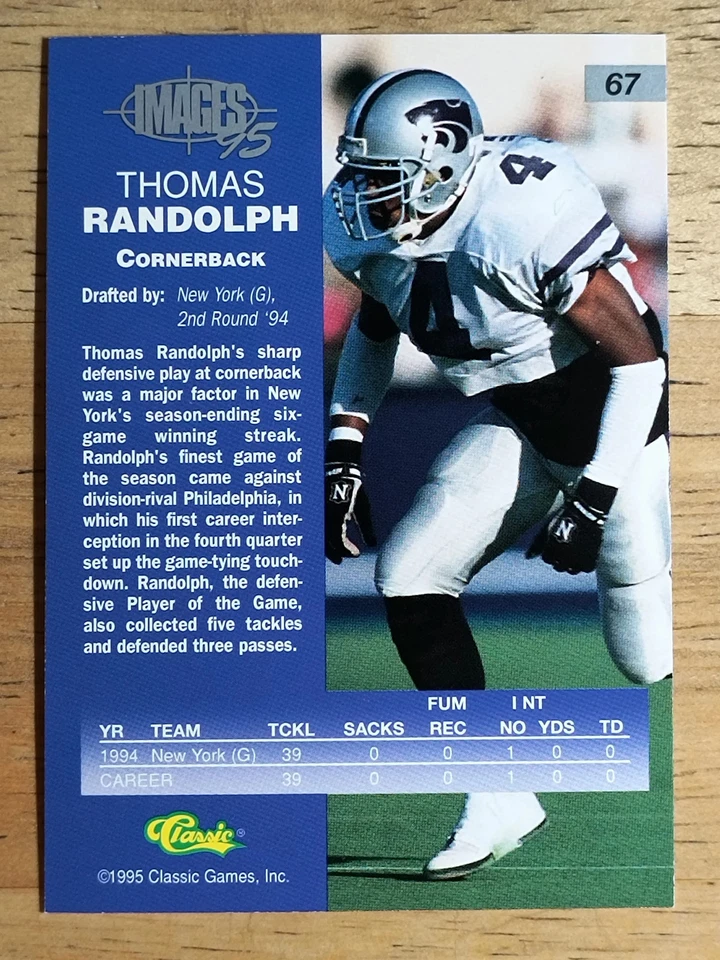 67
IMAGES
95
THOMAS
RANDOLPH
CORNERBACK
Drafted by: New York (G),
2nd Round '94
Thomas Randolph's sharp
defensive play at cornerback
was a major factor in New
York's season-ending six-
game winning streak.
Randolph's finest game of
the season came against
division-rival Philadelphia, in
which his first career inter-
ception in the fourth quarter
set up the game-tying touch-
down. Randolph, the defen-
sive Player of the Game,
also collected five tackles
and defended three passes.
4
4
N
N
FUM I NT
YR TEAM TCKL SACKS REC NO YDS TD
1994 New York (G) 39 0 0 1 0 0
CAREER 39 0 0 1 0 0
Classic®
©1995 Classic Games, Inc.